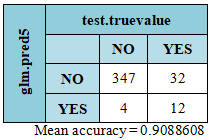 test.truevalue
glm.pred5
NO YES
NO 347 32
YES 4 12
Mean accuracy = 0.9088608